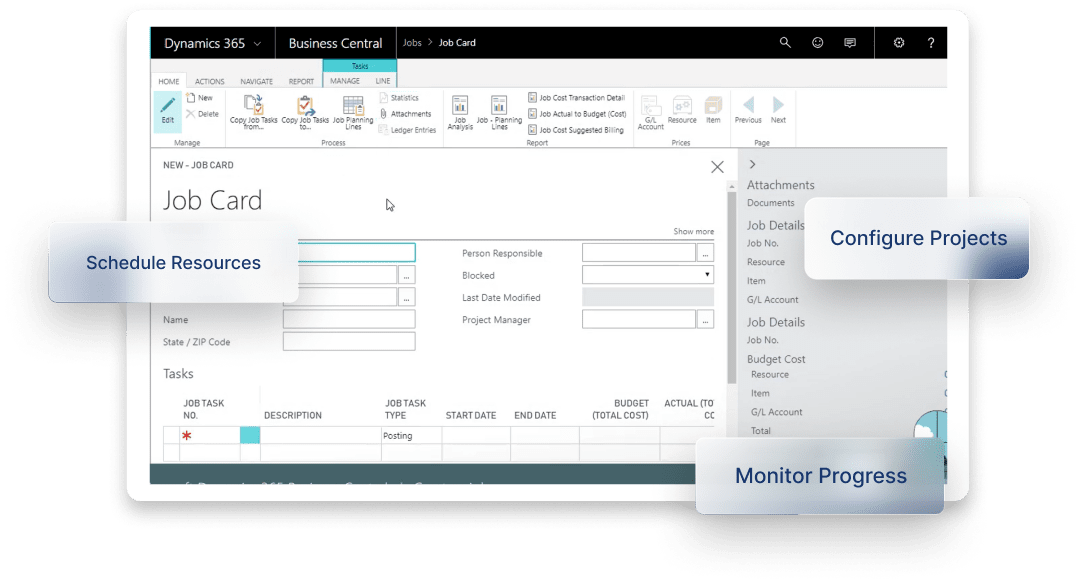 Dynamics 365 Business Central Jobs > Job Card ?
Tasks
HOME ACTIONS NAVIGATE REPORT MANAGE LINE
Edit
New
Delete
Manage
Copy Job Tasks from...
Copy Job Tasks to...
Job Planning Lines
Statistics
Attachments
Ledger Entries
Process
Job Analysis
Job - Planning Lines
Job Cost Transaction Detail
Job Actual to Budget (Cost)
Job Cost Suggested Billing
Report
G/L Account
Resource
Item
Prices
Previous
Next
Page
NEW - JOB CARD
Job Card
Show more
Schedule Resources
Name
State / ZIP Code
Person Responsible
Blocked
Last Date Modified
Project Manager
Tasks
JOB TASK NO.
DESCRIPTION
JOB TASK TYPE
START DATE
END DATE
BUDGET (TOTAL COST)
ACTUAL (TO
Posting
Attachments
Documents
Job Details
Job No.
Resource
Item
G/L Account
Job Details
Job No.
Budget Cost
Resource
Item
G/L Account
Total
Configure Projects
Monitor Progress